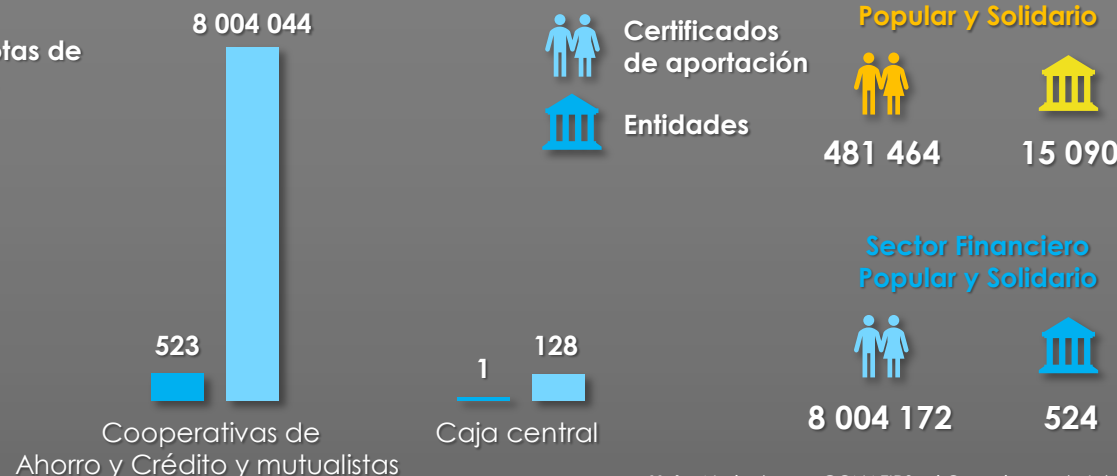 8 004 044
de
523
1
128
Cooperativas de
Ahorro y Crédito y mutualistas
Caja central
Certificados
de aportación
Entidades
Popular y Solidario
481 464
15 090
Sector Financiero
Popular y Solidario
8 004 172
524